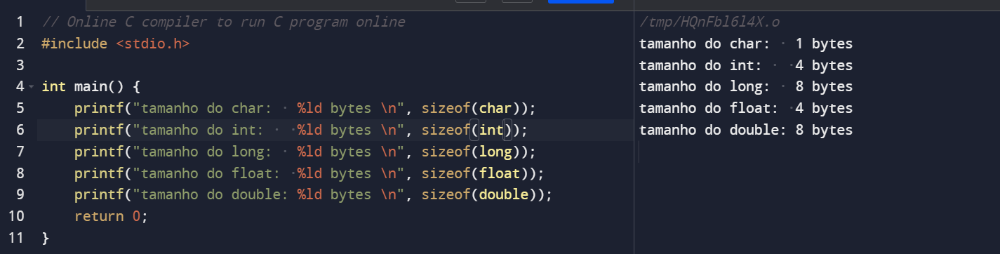 1 // Online C compiler to run C program online
2 #include <stdio.h>
3
4 int main() {
5 printf("tamanho do char:   %ld bytes \n", sizeof(char));
6 printf("tamanho do int:    %ld bytes \n", sizeof(int));
7 printf("tamanho do long:   %ld bytes \n", sizeof(long));
8 printf("tamanho do float:  %ld bytes \n", sizeof(float));
9 printf("tamanho do double: %ld bytes \n", sizeof(double));
10 return 0;
11 }
/tmp/HQnFbl6l4X.o
tamanho do char:   1 bytes
tamanho do int:    4 bytes
tamanho do long:   8 bytes
tamanho do float:  4 bytes
tamanho do double: 8 bytes